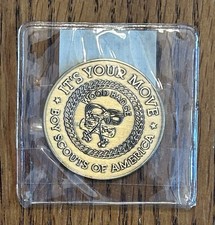 ★ IT'S YOUR MOVE ★
BOY SCOUTS OF AMERICA